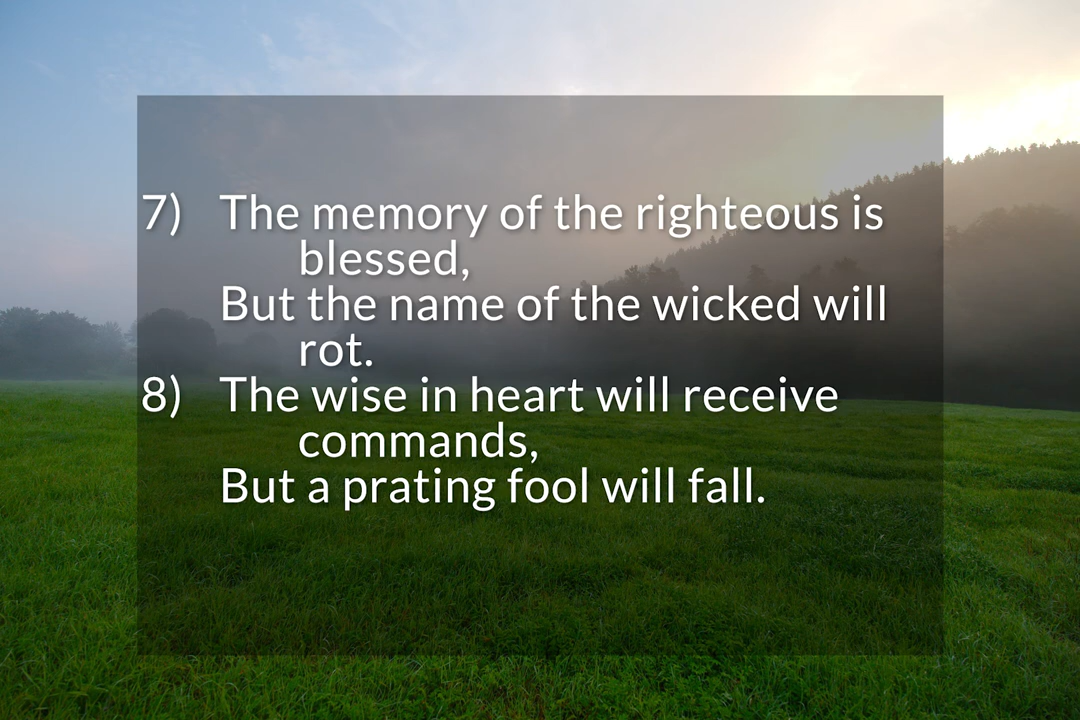 7) The memory of the righteous is
blessed,
But the name of the wicked will
rot.
8) The wise in heart will receive
commands,
But a prating fool will fall.